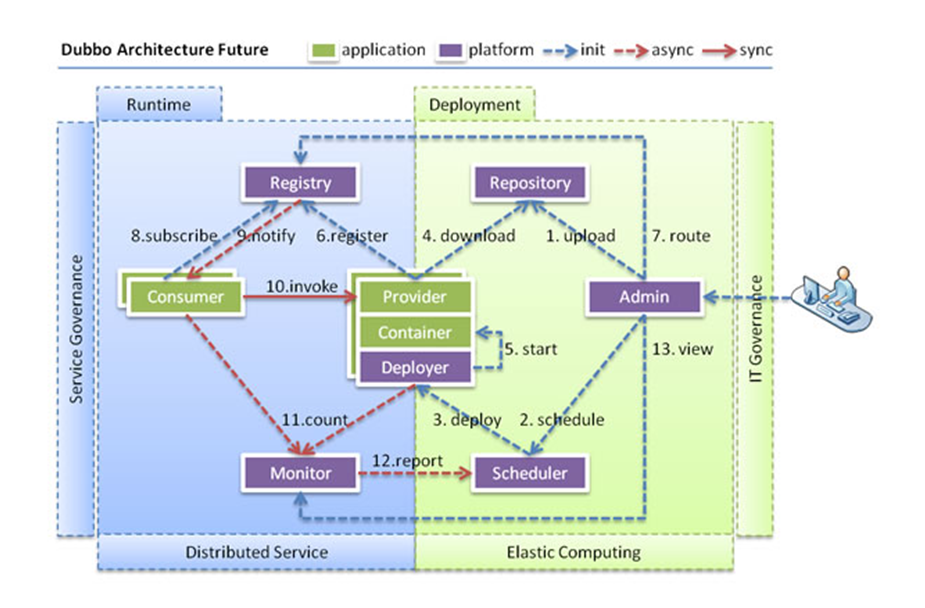 Dubbo Architecture Future
application
platform
init
async
sync
Runtime
Deployment
Registry
Repository
8.subscribe
9.notify
6.register
4. download
1. upload
7. route
Service Governance
Consumer
10.invoke
Provider
Admin
IT Governance
Container
5. start
13. view
Deployer
11.count
3. deploy
2. schedule
12.report
Monitor
Scheduler
Distributed Service
Elastic Computing